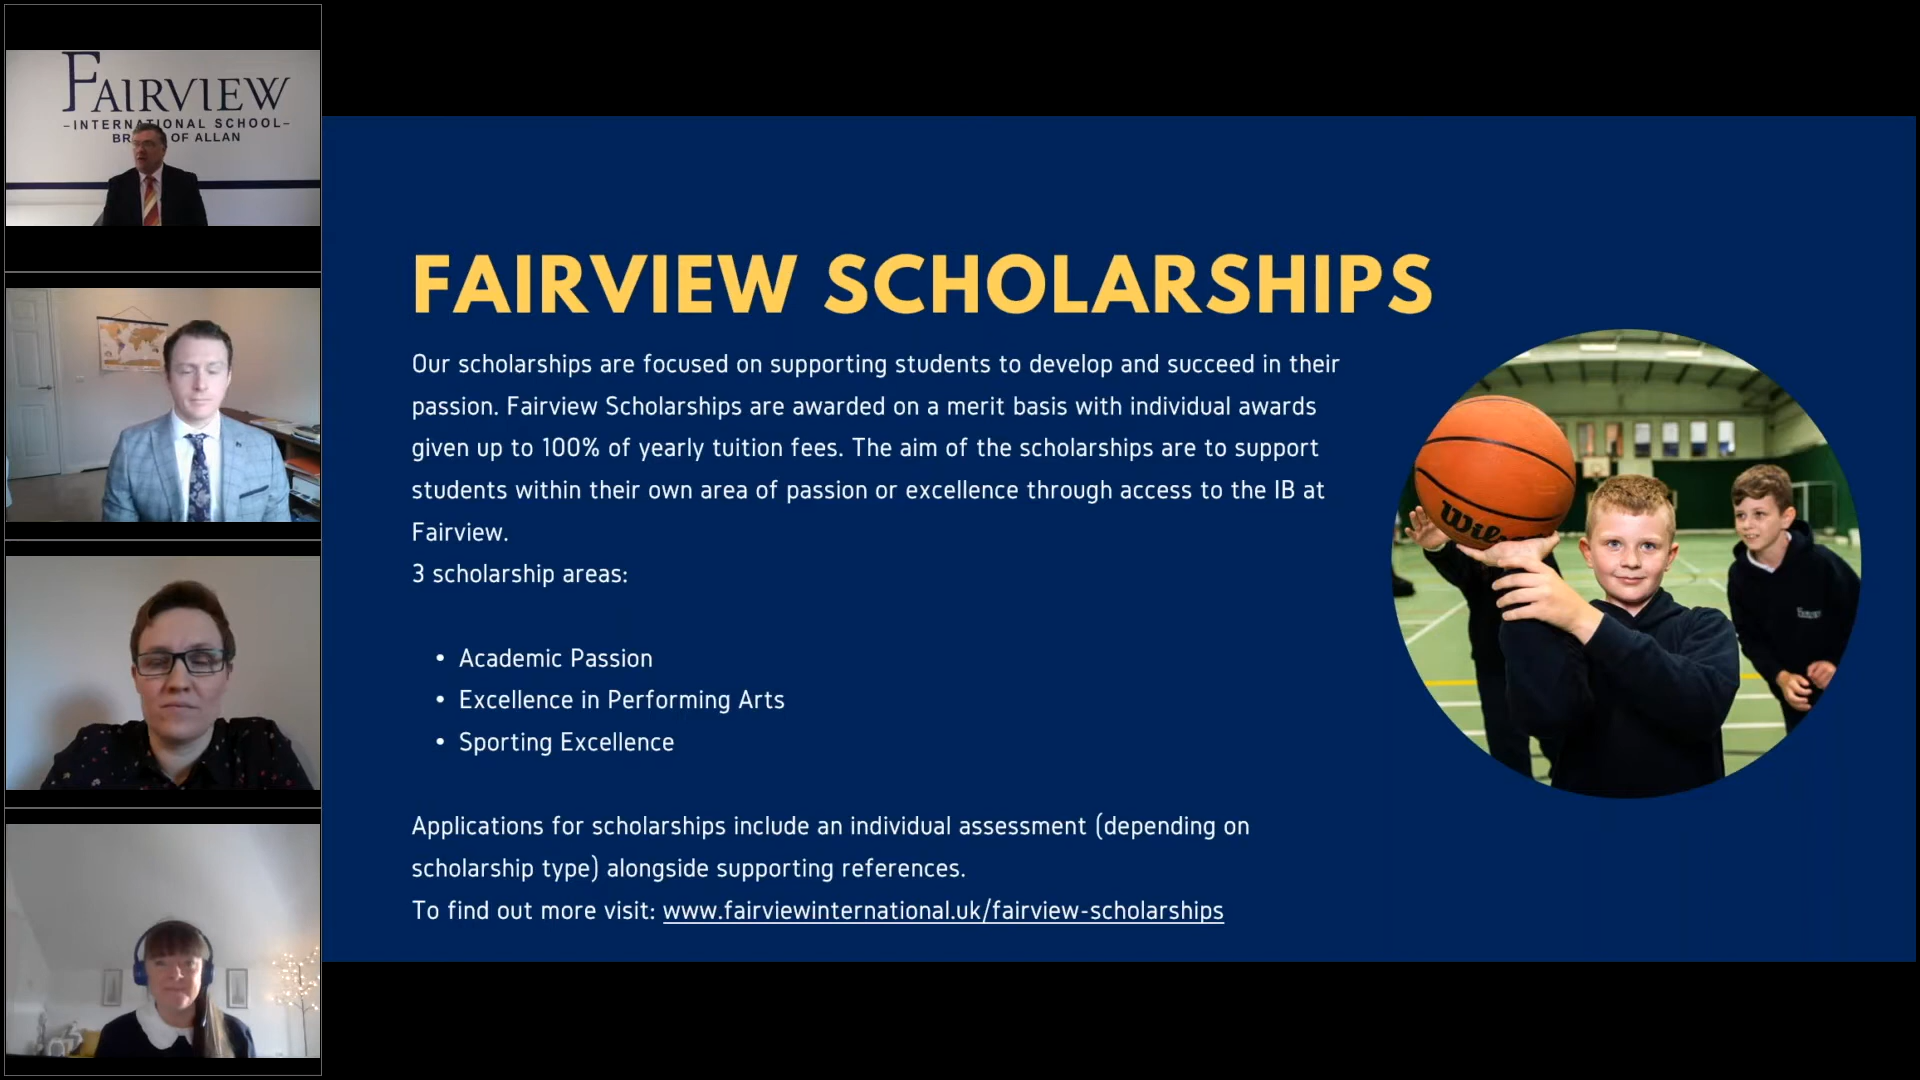 FAIRVIEW
-INTERNATIONAL SCHOOL-
OF ALLAN
FAIRVIEW SCHOLARSHIPS
Our scholarships are focused on supporting students to develop and succeed in their
passion. Fairview Scholarships are awarded on a merit basis with individual awards
given up to 100% of yearly tuition fees. The aim of the scholarships are to support
students within their own area of passion or excellence through access to the IB at
Fairview.
3 scholarship areas:
• Academic Passion
• Excellence in Performing Arts
• Sporting Excellence
Applications for scholarships include an individual assessment (depending on
scholarship type) alongside supporting references.
To find out more visit: www.fairviewinternational.uk/fairview-scholarships